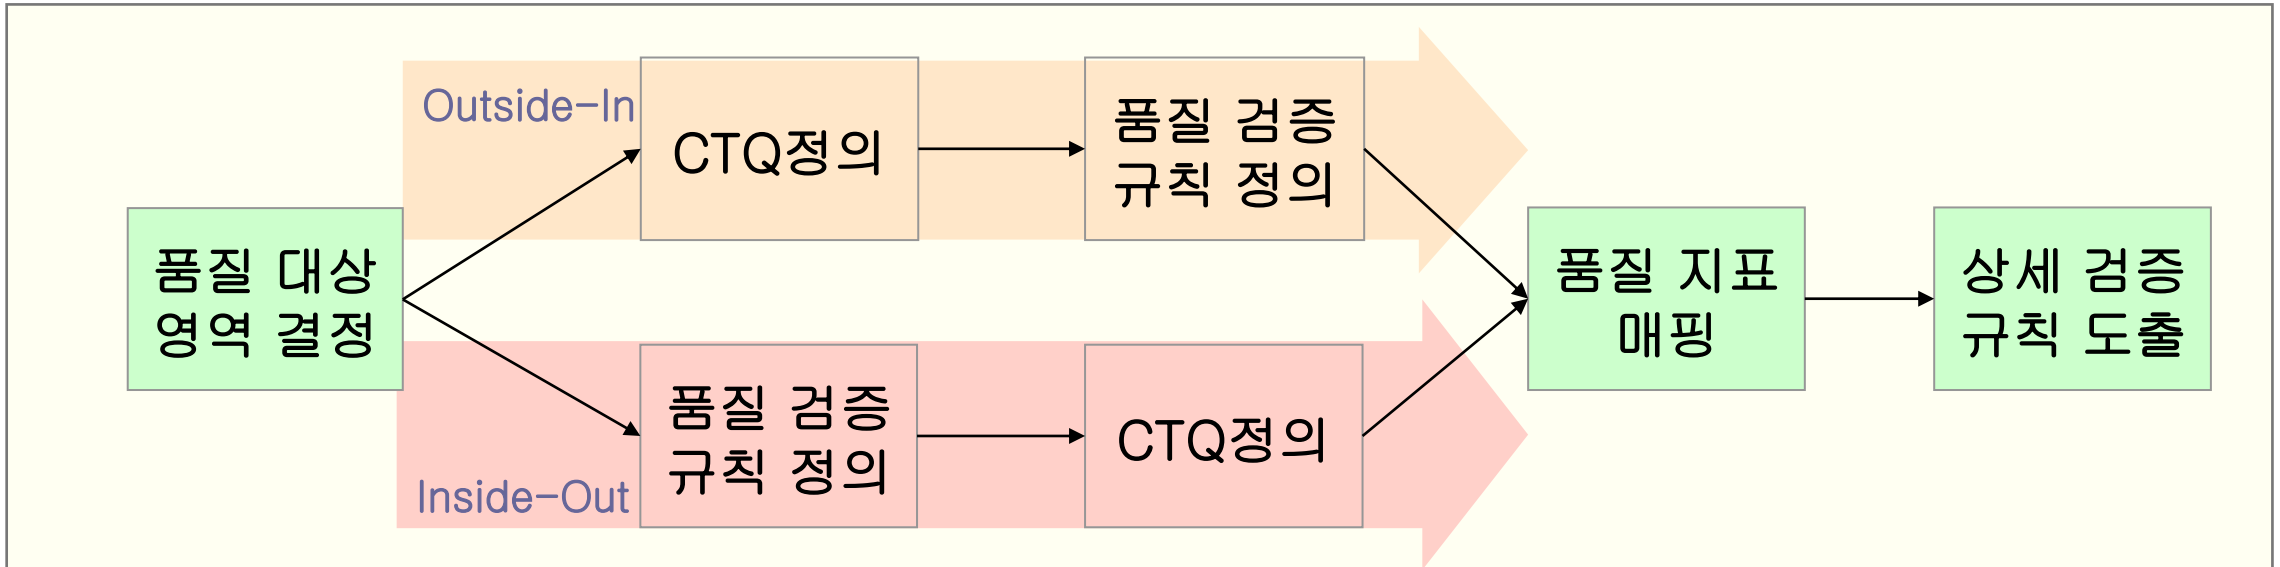 Outside-In
CTQ정의
품질 검증
규칙 정의
품질 대상
영역 결정
품질 지표
매핑
상세 검증
규칙 도출
품질 검증
규칙 정의
CTQ정의
Inside-Out